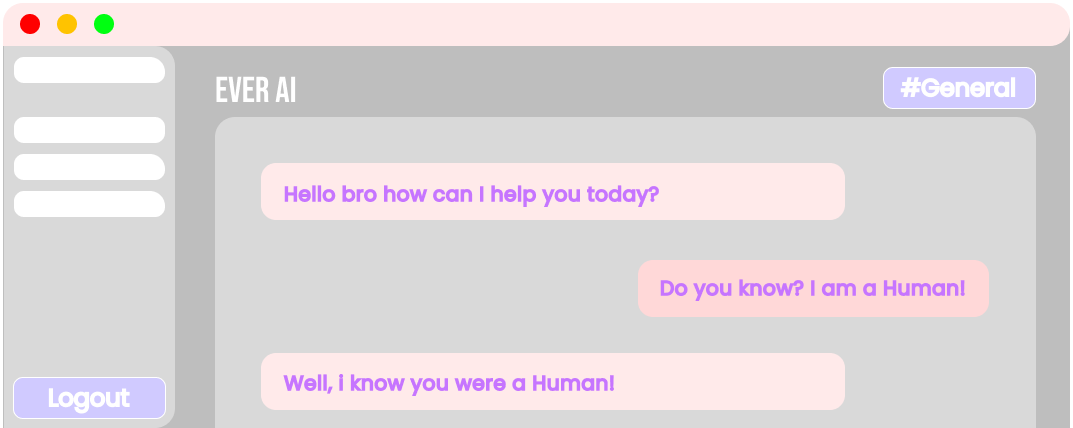 EVER AI
#General
Hello bro how can I help you today?
Do you know? I am a Human!
Well, i know you were a Human!
Logout